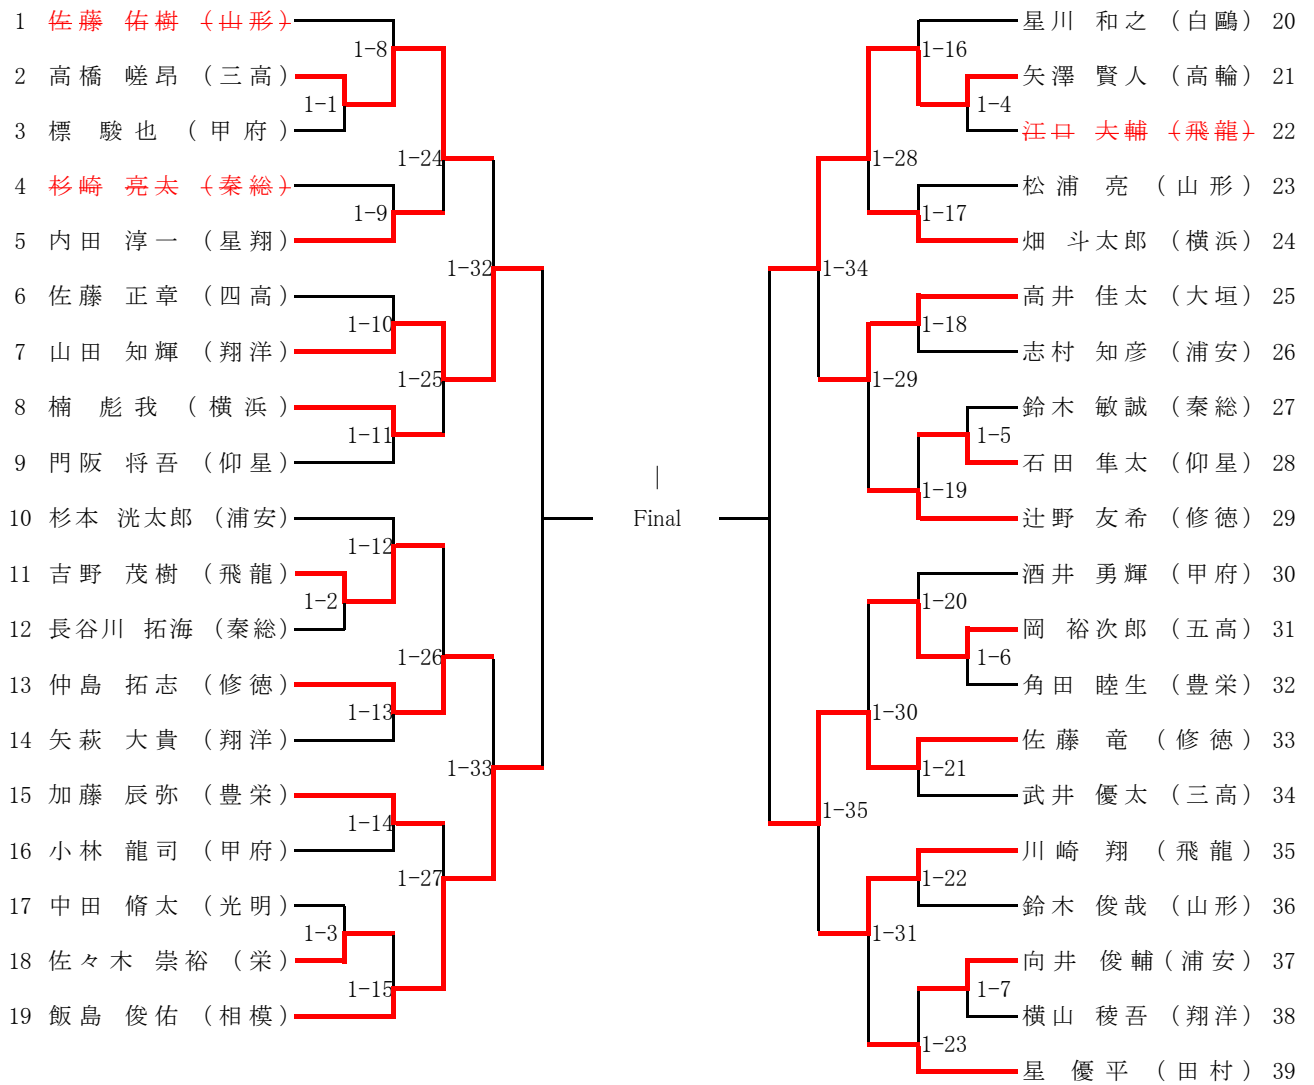 1 佐藤 佑樹 (山形)
1-8
2 高橋 嵯昂 (三高)
1-1
3 標 駿也 (甲府)
1-24
4 杉崎 亮太 (秦総)
1-9
5 内田 淳一 (星翔)
1-32
6 佐藤 正章 (四高)
1-10
7 山田 知輝 (翔洋)
1-25
8 楠 彪我 (横浜)
1-11
9 門阪 将吾 (仰星)
10 杉本 洸太郎 (浦安)
1-12
11 吉野 茂樹 (飛龍)
1-2
12 長谷川 拓海 (秦総)
1-26
13 仲島 拓志 (修徳)
1-13
14 矢萩 大貴 (翔洋)
1-33
15 加藤 辰弥 (豊栄)
1-14
16 小林 龍司 (甲府)
1-27
17 中田 脩太 (光明)
1-3
18 佐々木 崇裕 (栄)
1-15
19 飯島 俊佑 (相模)
|
Final
星川 和之 (白鷗) 20
1-16
矢澤 賢人 (高輪) 21
1-4
江口 大輔 (飛龍) 22
1-28
松浦 亮 (山形) 23
1-17
畑 斗太郎 (横浜) 24
1-34
高井 佳太 (大垣) 25
1-18
志村 知彦 (浦安) 26
1-29
鈴木 敏誠 (秦総) 27
1-5
石田 隼太 (仰星) 28
1-19
辻野 友希 (修徳) 29
酒井 勇輝 (甲府) 30
1-20
岡 裕次郎 (五高) 31
1-6
角田 睦生 (豊栄) 32
1-30
佐藤 竜 (修徳) 33
1-21
武井 優太 (三高) 34
1-35
川崎 翔 (飛龍) 35
1-22
鈴木 俊哉 (山形) 36
1-31
向井 俊輔(浦安) 37
1-7
横山 稜吾 (翔洋) 38
1-23
星 優平 (田村) 39